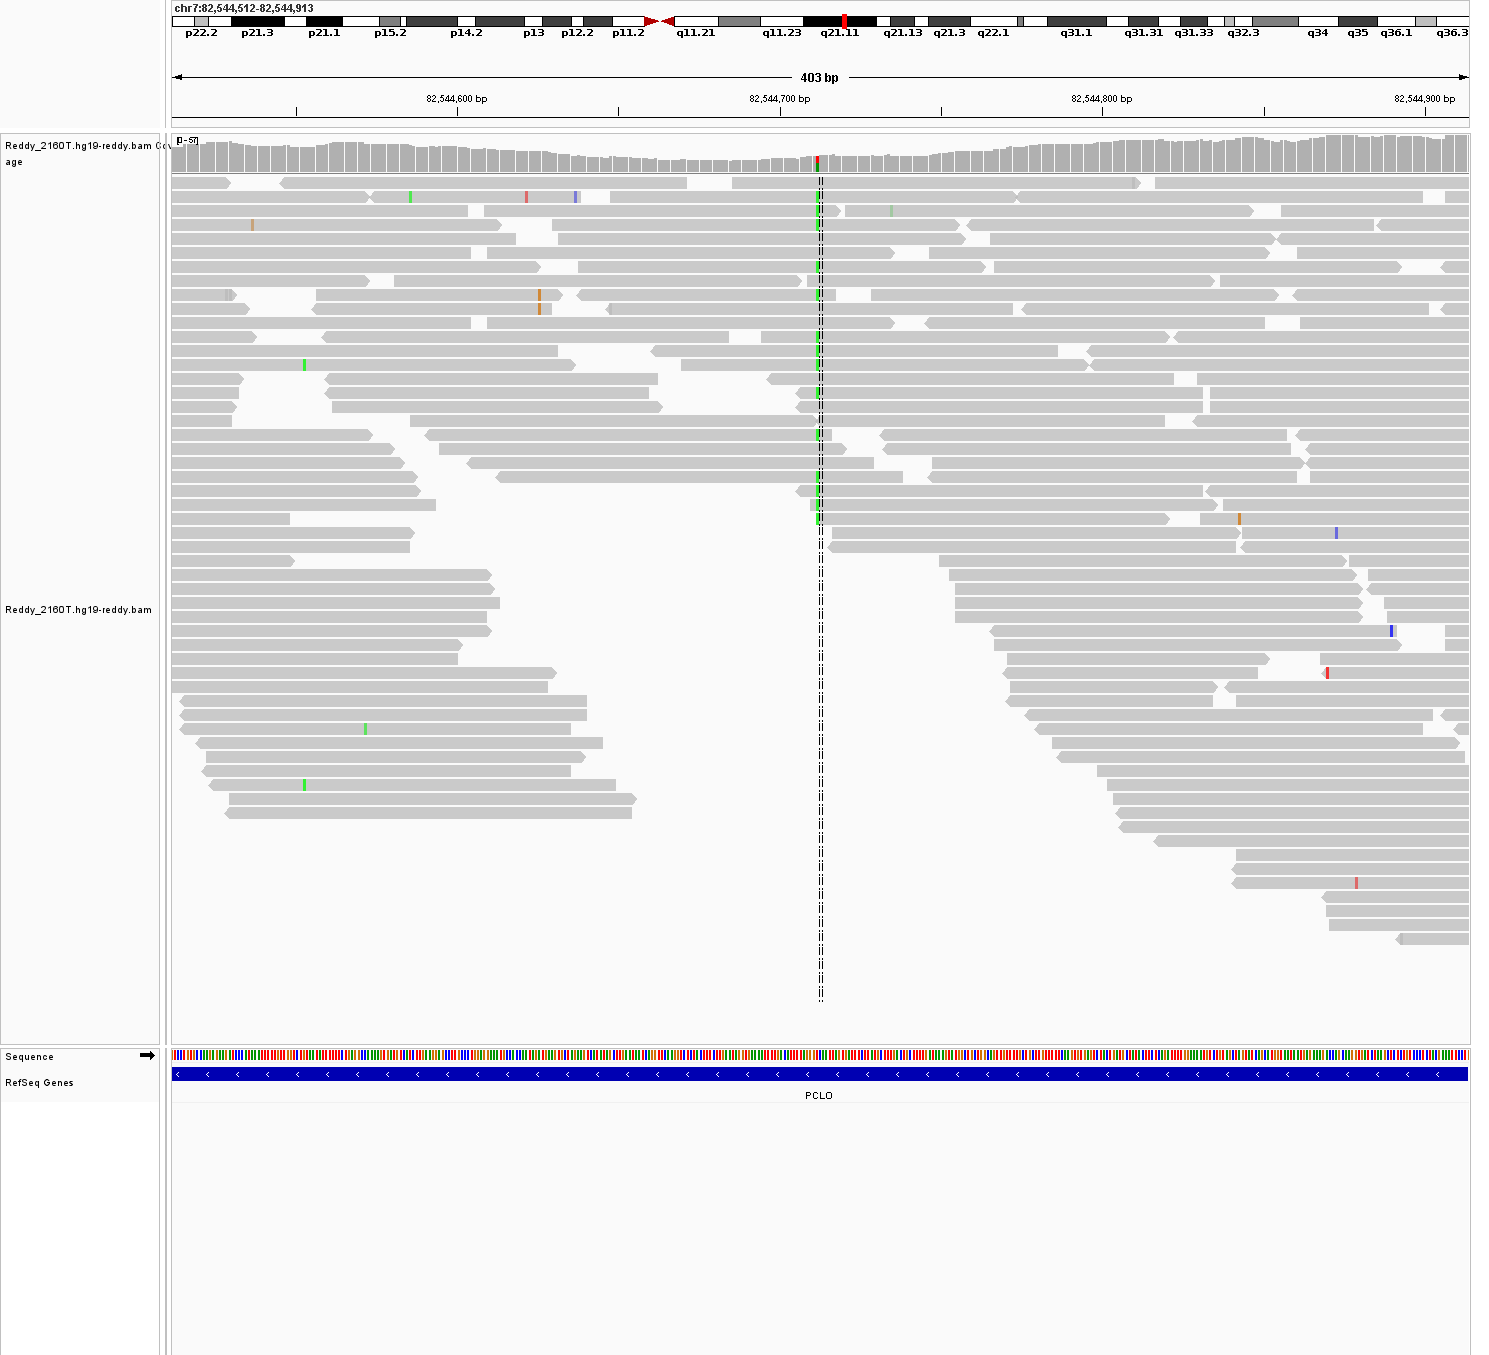 chr7:82,544,512-82,544,913
p22.2 p21.3 p21.1 p15.2 p14.2 p13 p12.2 p11.2 q11.21 q11.23 q21.11 q21.13 q21.3 q22.1 q31.1 q31.31 q31.33 q32.3 q34 q35 q36.1 q36.3
403 bp
82,544,600 bp 82,544,700 bp 82,544,800 bp 82,544,900 bp
[0 - 57]
Reddy_2160T.hg19-reddy.bam Cov
age
Reddy_2160T.hg19-reddy.bam
Sequence
RefSeq Genes
PCLO